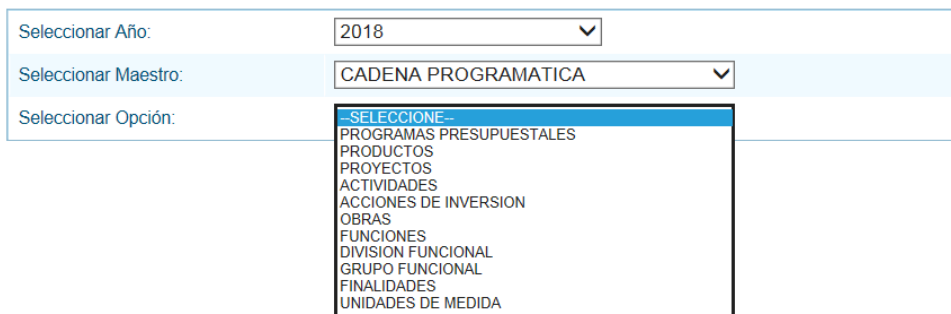 Seleccionar Año: 2018
Seleccionar Maestro: CADENA PROGRAMATICA
Seleccionar Opción:
--SELECCIONE--
PROGRAMAS PRESUPUESTALES
PRODUCTOS
PROYECTOS
ACTIVIDADES
ACCIONES DE INVERSION
OBRAS
FUNCIONES
DIVISION FUNCIONAL
GRUPO FUNCIONAL
FINALIDADES
UNIDADES DE MEDIDA